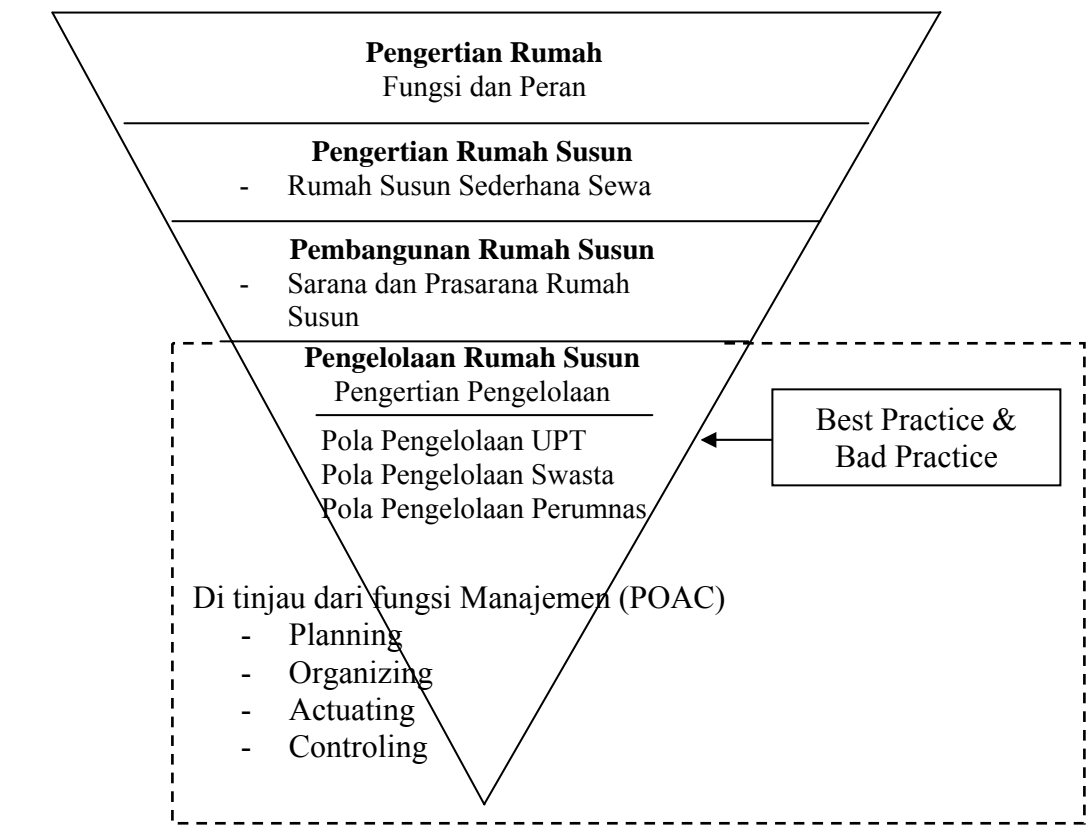 Pengertian Rumah
Fungsi dan Peran
Pengertian Rumah Susun
- Rumah Susun Sederhana Sewa
Pembangunan Rumah Susun
- Sarana dan Prasarana Rumah
Susun
Pengelolaan Rumah Susun
Pengertian Pengelolaan
Pola Pengelolaan UPT
Pola Pengelolaan Swasta
Pola Pengelolaan Perumnas
Best Practice &
Bad Practice
Di tinjau dari fungsi Manajemen (POAC)
- Planning
- Organizing
- Actuating
- Controling